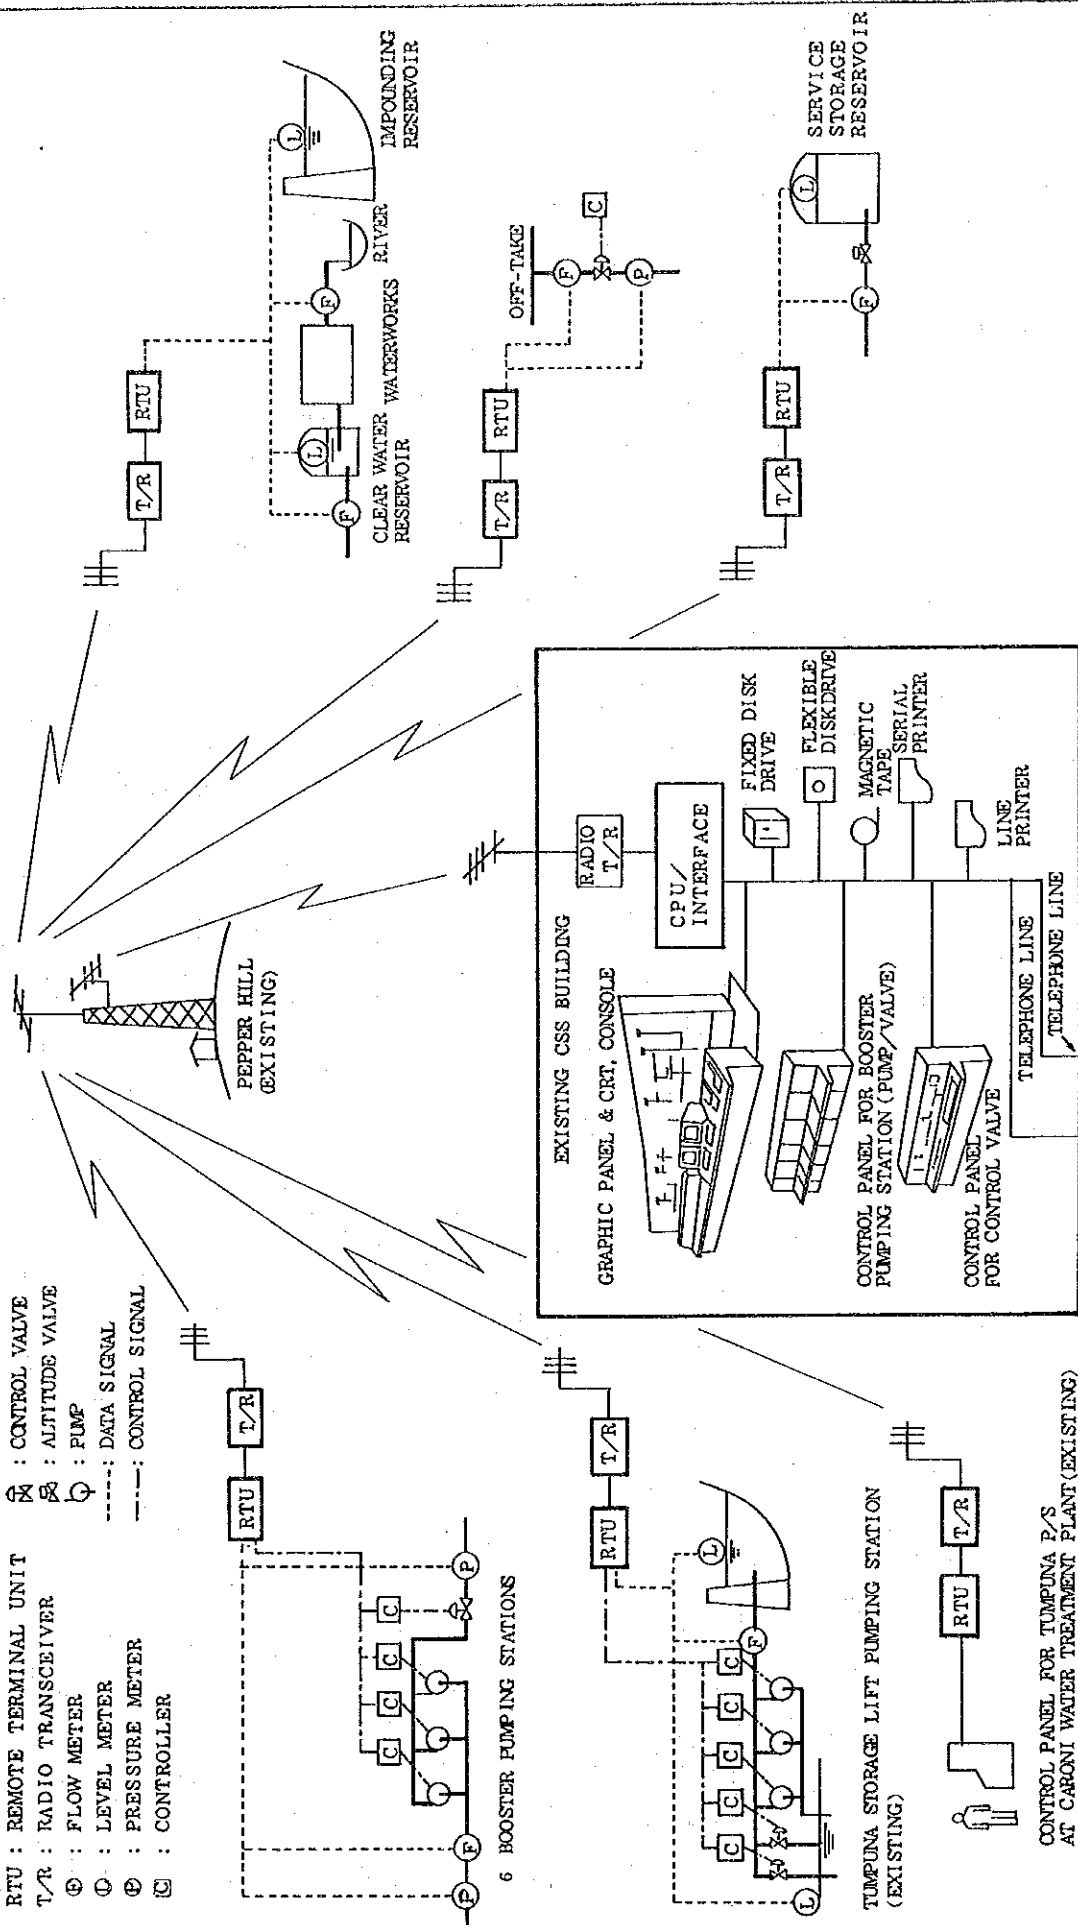 RTU : REMOTE TERMINAL UNIT
T/R : RADIO TRANSCEIVER
F : FLOW METER
L : LEVEL METER
P : PRESSURE METER
C : CONTROLLER
: CONTROL VALVE
: ALTITUDE VALVE
: PUMP
: DATA SIGNAL
: CONTROL SIGNAL
RTU
T/R
C
C
C
C
P
F
P
6 BOOSTER PUMPING STATIONS
RTU
T/R
C
C
C
C
C
F
L
L
TUMPUNA STORAGE LIFT PUMPING STATION
(EXISTING)
RTU
T/R
CONTROL PANEL FOR TUMPUNA P/S
AT CARONI WATER TREATMENT PLANT(EXISTING)
PEPPER HILL
(EXISTING)
EXISTING CSS BUILDING
GRAPHIC PANEL & CRT, CONSOLE
CONTROL PANEL FOR BOOSTER
PUMPING STATION(PUMP/VALVE)
CONTROL PANEL
FOR CONTROL VALVE
RADIO
T/R
CPU/
INTERFACE
FIXED DISK
DRIVE
FLEXIBLE
DISKDRIVE
MAGNETIC
TAPE
SERIAL
PRINTER
LINE
PRINTER
TELEPHONE LINE
TELEPHONE LINE
T/R
RTU
F
L
F
L
CLEAR WATER
RESERVOIR
WATERWORKS
RIVER
IMPOUNDING
RESERVOIR
T/R
RTU
OFF-TAKE
F
P
C
T/R
RTU
F
L
SERVICE
STORAGE
RESERVOIR